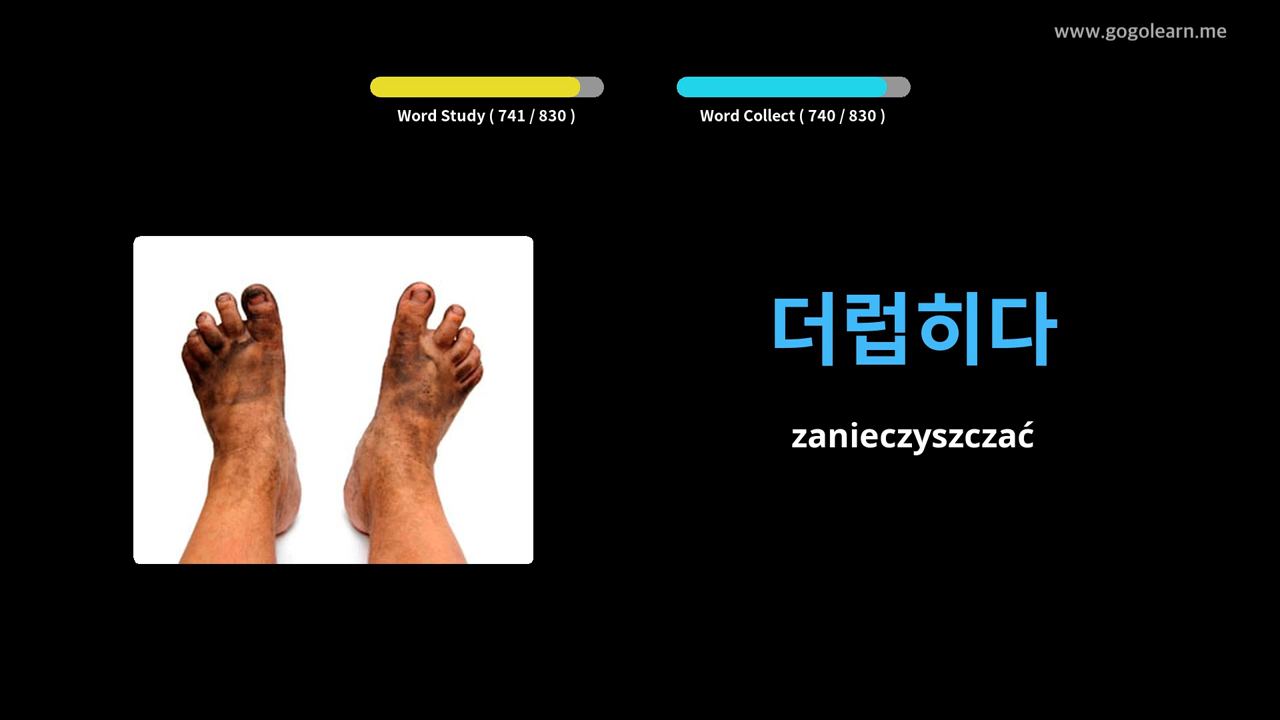 www.gogolearn.me
Word Study ( 741 / 830 )
Word Collect ( 740 / 830 )
더럽히다
zanieczyszczać